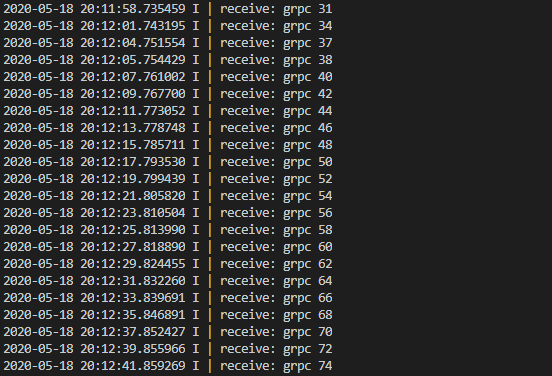 2020-05-18 20:11:58.735459 I | receive: grpc 31
2020-05-18 20:12:01.743195 I | receive: grpc 34
2020-05-18 20:12:04.751554 I | receive: grpc 37
2020-05-18 20:12:05.754429 I | receive: grpc 38
2020-05-18 20:12:07.761002 I | receive: grpc 40
2020-05-18 20:12:09.767700 I | receive: grpc 42
2020-05-18 20:12:11.773052 I | receive: grpc 44
2020-05-18 20:12:13.778748 I | receive: grpc 46
2020-05-18 20:12:15.785711 I | receive: grpc 48
2020-05-18 20:12:17.793530 I | receive: grpc 50
2020-05-18 20:12:19.799439 I | receive: grpc 52
2020-05-18 20:12:21.805820 I | receive: grpc 54
2020-05-18 20:12:23.810504 I | receive: grpc 56
2020-05-18 20:12:25.813990 I | receive: grpc 58
2020-05-18 20:12:27.818890 I | receive: grpc 60
2020-05-18 20:12:29.824455 I | receive: grpc 62
2020-05-18 20:12:31.832260 I | receive: grpc 64
2020-05-18 20:12:33.839691 I | receive: grpc 66
2020-05-18 20:12:35.846891 I | receive: grpc 68
2020-05-18 20:12:37.852427 I | receive: grpc 70
2020-05-18 20:12:39.855966 I | receive: grpc 72
2020-05-18 20:12:41.859269 I | receive: grpc 74